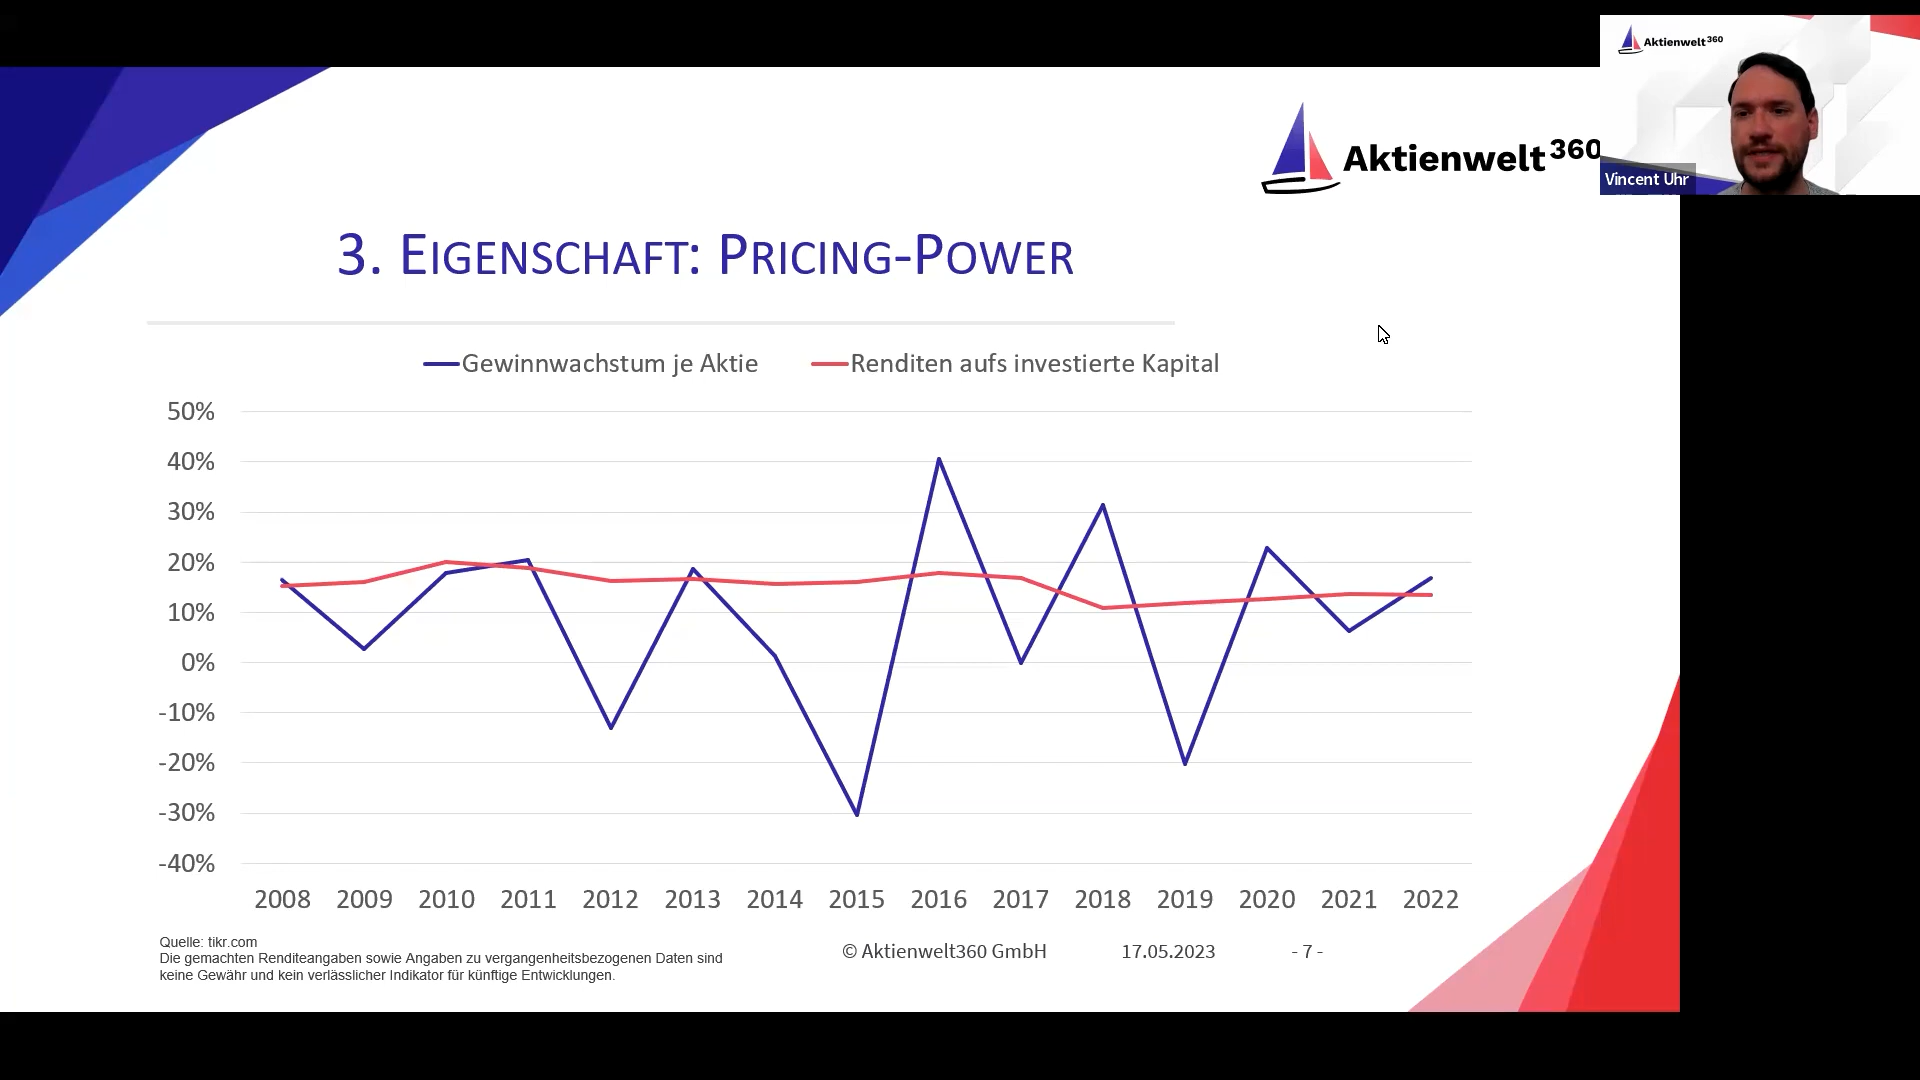 Aktienwelt360
Vincent Uhr
Aktienwelt360
3. Eigenschaft: Pricing-Power
Gewinnwachstum je Aktie
Renditen aufs investierte Kapital
50%
40%
30%
20%
10%
0%
-10%
-20%
-30%
-40%
2008 2009 2010 2011 2012 2013 2014 2015 2016 2017 2018 2019 2020 2021 2022
Quelle: tikr.com
Die gemachten Renditeangaben sowie Angaben zu vergangenheitsbezogenen Daten sind
keine Gewähr und kein verlässlicher Indikator für künftige Entwicklungen.
© Aktienwelt360 GmbH
17.05.2023
- 7 -